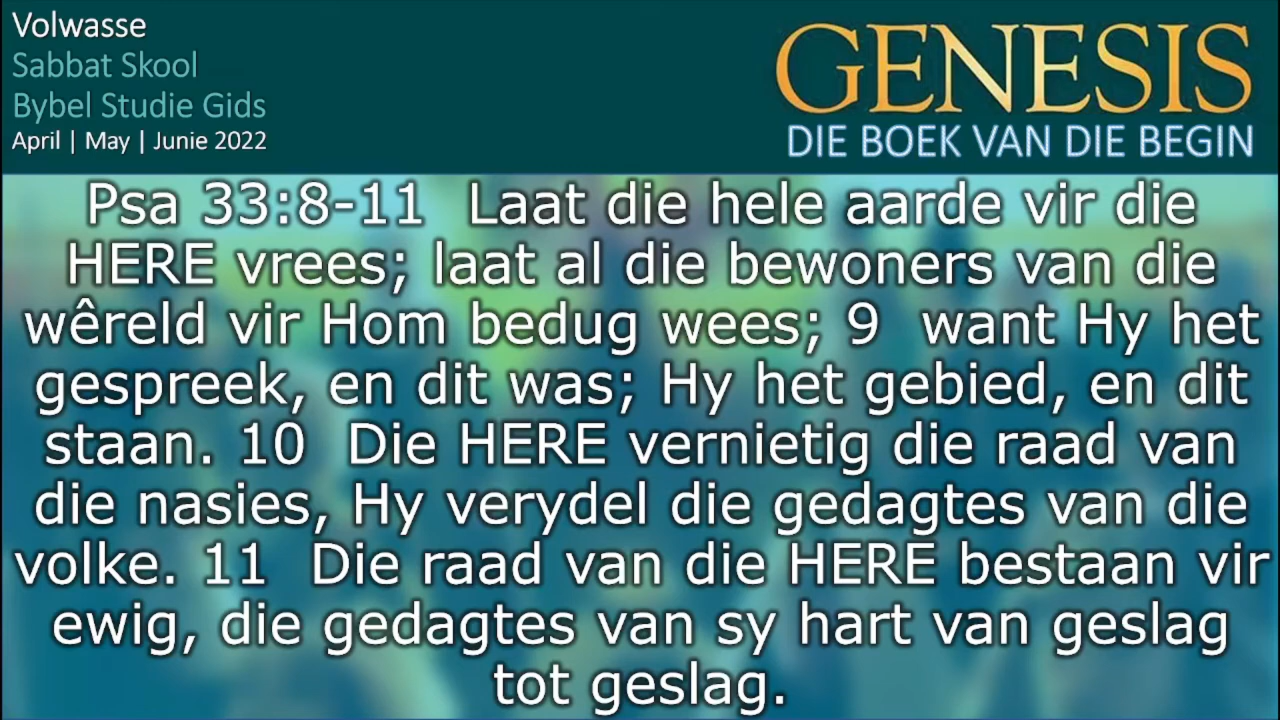 Volwasse
Sabbat Skool
Bybel Studie Gids
April | May | Junie 2022
GENESIS
DIE BOEK VAN DIE BEGIN
Psa 33:8-11 Laat die hele aarde vir die
HERE vrees; laat al die bewoners van die
wêreld vir Hom bedug wees; 9 want Hy het
gespreek, en dit was; Hy het gebied, en dit
staan. 10 Die HERE vernietig die raad van
die nasies, Hy verydel die gedagtes van die
volke. 11 Die raad van die HERE bestaan vir
ewig, die gedagtes van sy hart van geslag
tot geslag.